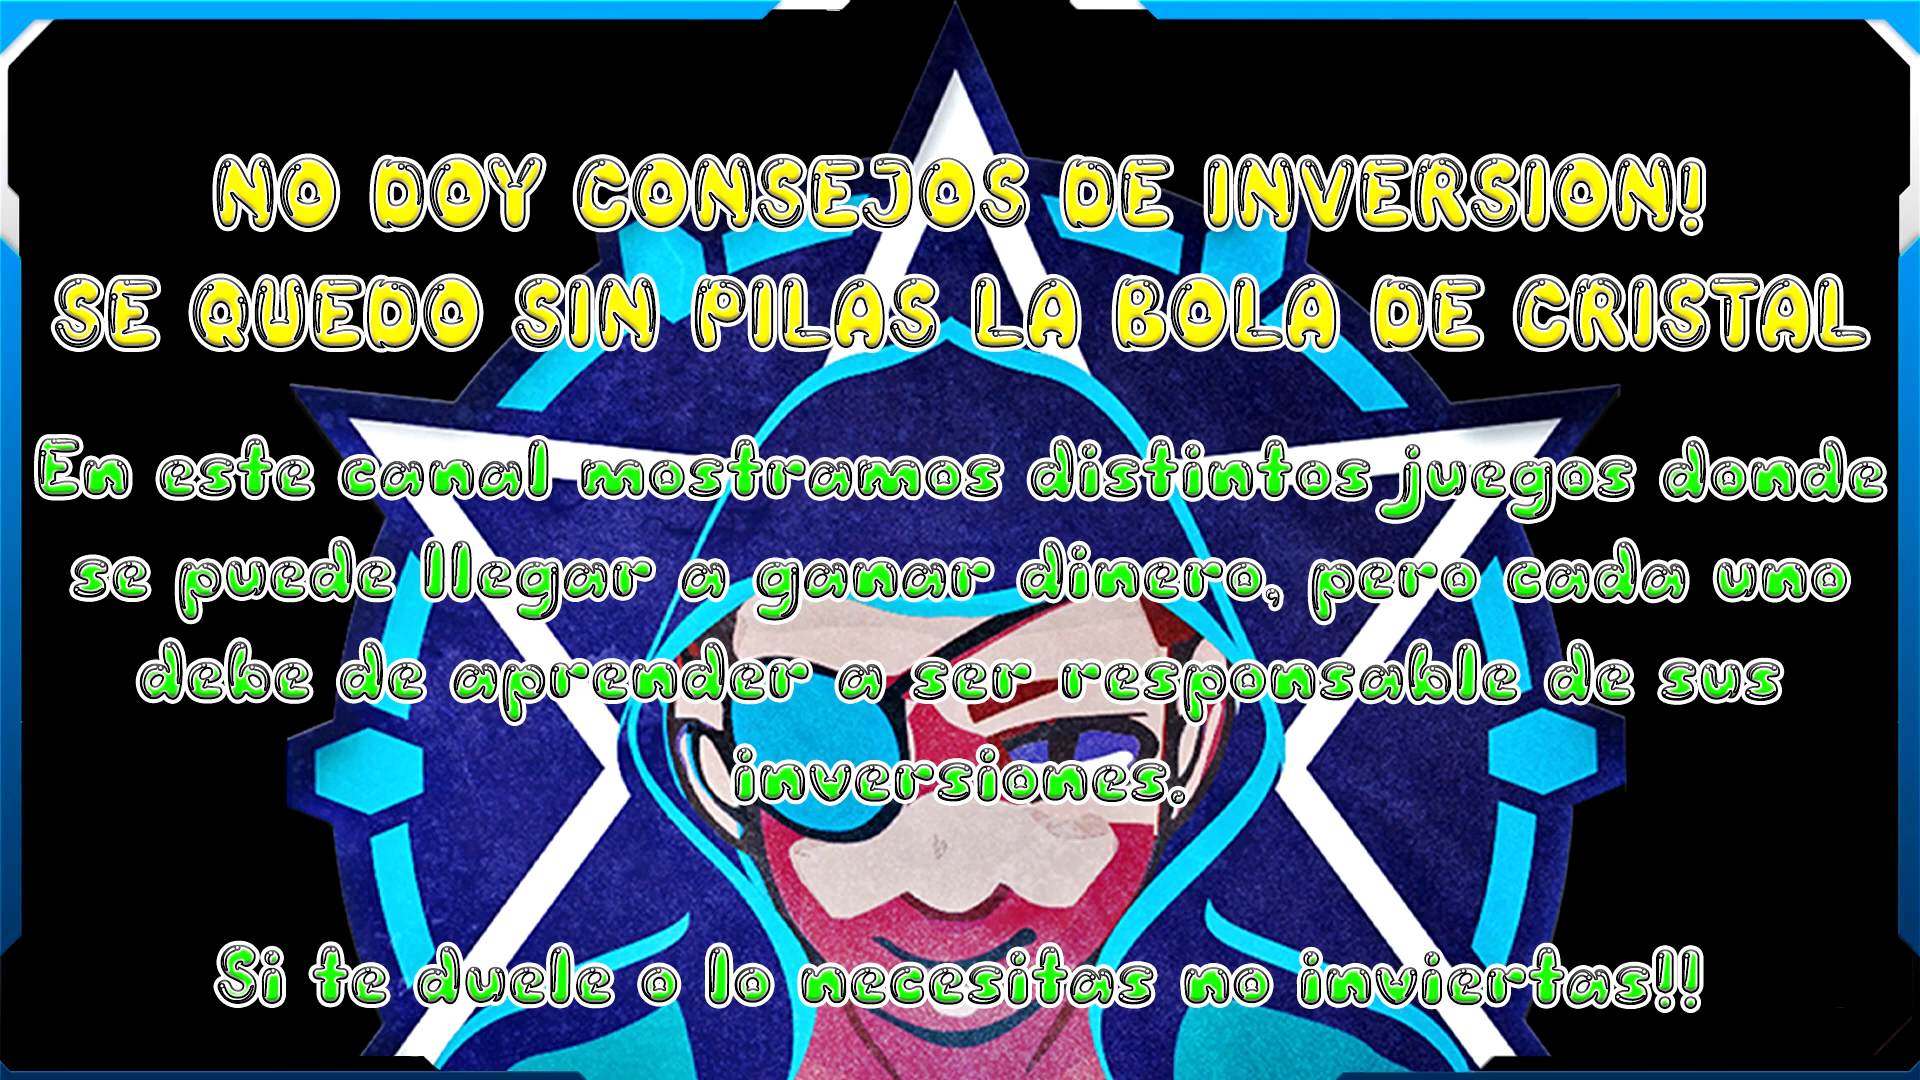 NO DOY CONSEJOS DE INVERSION!
SE QUEDO SIN PILAS LA BOLA DE CRISTAL
En este canal mostramos distintos juegos donde
se puede llegar a ganar dinero, pero cada uno
debe de aprender a ser responsable de sus
inversiones.
Si te duele o lo necesitas no inviertas!!